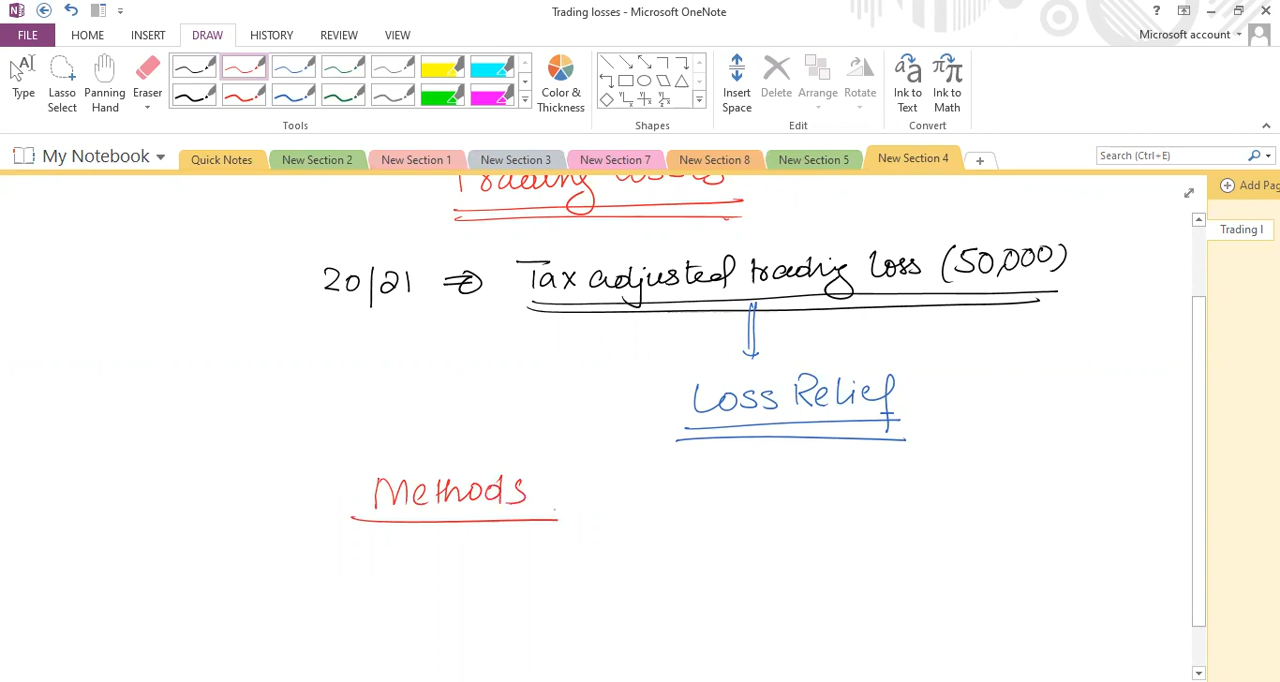 Trading losses - Microsoft OneNote
?
FILE HOME INSERT DRAW HISTORY REVIEW VIEW
Microsoft account
Type
Lasso Select
Panning Hand
Eraser
Color & Thickness
Insert Space
Delete
Arrange
Rotate
Ink to Text
Ink to Math
Tools
Shapes
Edit
Convert
My Notebook
Quick Notes
New Section 2
New Section 1
New Section 3
New Section 7
New Section 8
New Section 5
New Section 4
Search (Ctrl+E)
Add Pag
Trading l
Trading losses
20/21 ⇒ Tax adjusted trading loss (50,000)
Loss Relief
Methods